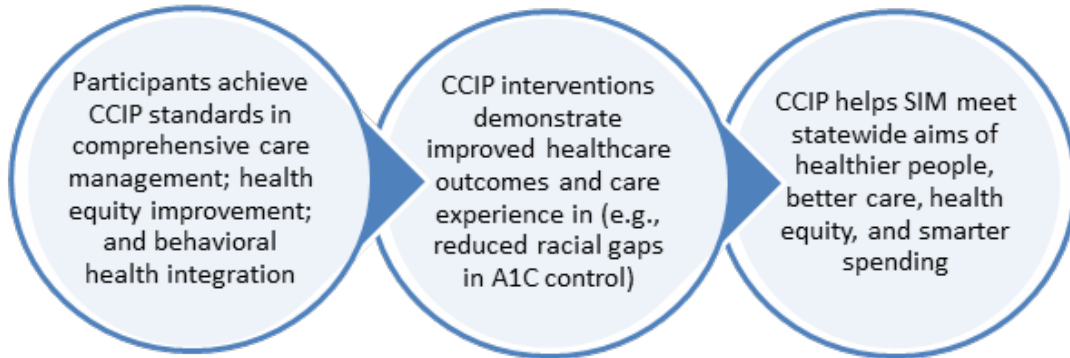 Participants achieve
CCIP standards in
comprehensive care
management; health
equity improvement;
and behavioral
health integration
CCIP interventions
demonstrate
improved healthcare
outcomes and care
experience in (e.g.,
reduced racial gaps
in A1C control)
CCIP helps SIM meet
statewide aims of
healthier people,
better care, health
equity, and smarter
spending